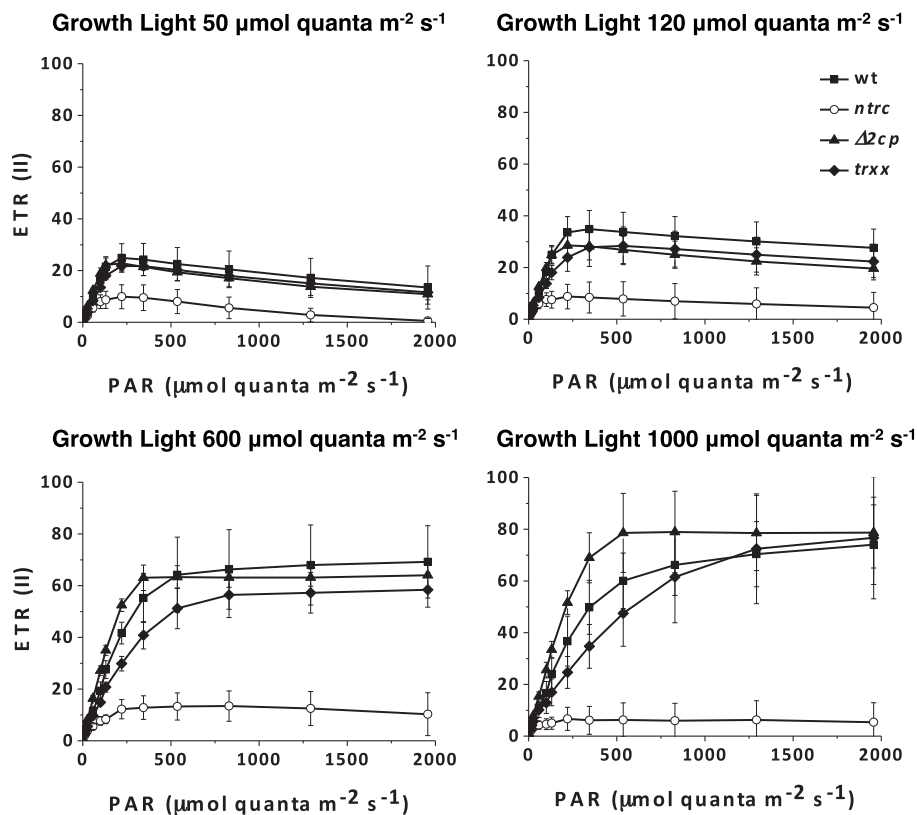 Growth Light 50 µmol quanta m-2 s-1
Growth Light 120 µmol quanta m-2 s-1
100
80
60
40
20
0
ETR (II)
0 500 1000 1500 2000
PAR (µmol quanta m-2 s-1)
100
80
60
40
20
0
wt
ntrc
Δ2cp
trxx
0 500 1000 1500 2000
PAR (µmol quanta m-2 s-1)
Growth Light 600 µmol quanta m-2 s-1
Growth Light 1000 µmol quanta m-2 s-1
100
80
60
40
20
0
ETR (II)
0 500 1000 1500 2000
PAR (µmol quanta m-2 s-1)
100
80
60
40
20
0
0 500 1000 1500 2000
PAR (µmol quanta m-2 s-1)